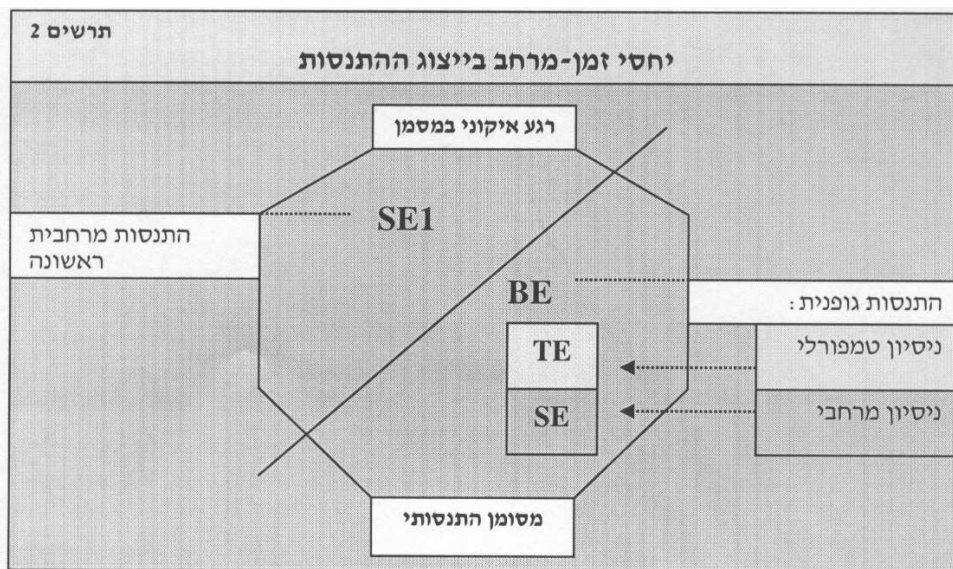 תרשים 2
יחסי זמן-מרחב בייצוג ההתנסות
רגע איקוני במסמן
SE1
התנסות מרחבית
ראשונה
BE
התנסות גופנית:
TE
ניסיון טמפורלי
SE
ניסיון מרחבי
מסומן התנסותי